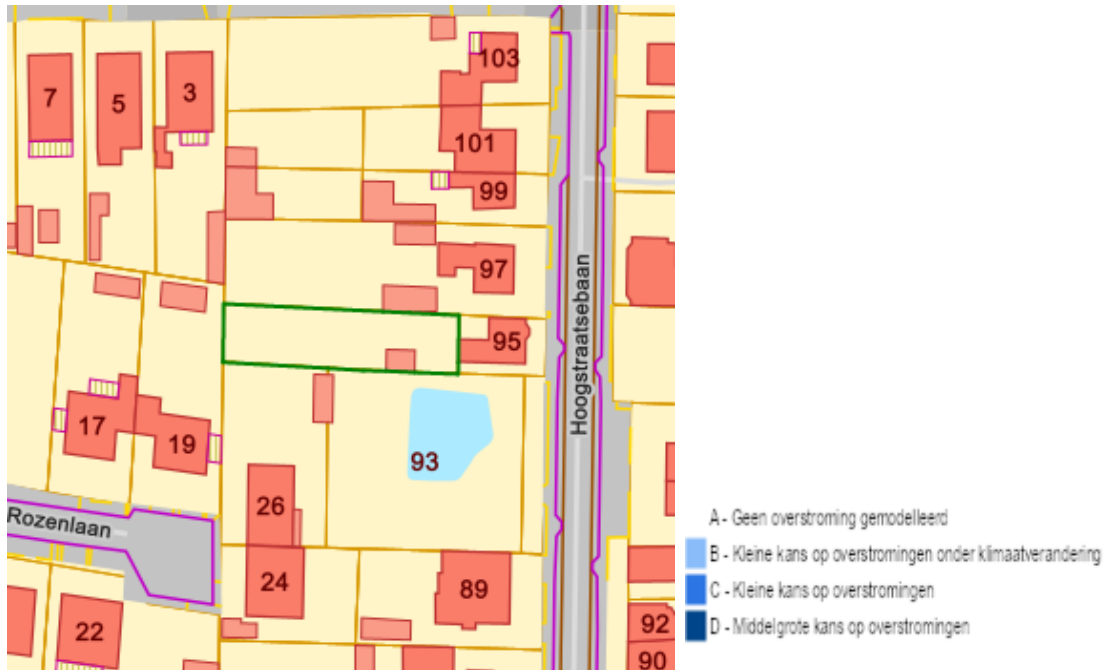 103
7
5
3
101
99
97
95
Hoogstraatsebaan
17
19
93
26
Rozenlaan
24
89
22
92
90
A - Geen overstroming gemodelleerd
B - Kleine kans op overstromingen onder klimaatverandering
C - Kleine kans op overstromingen
D - Middelgrote kans op overstromingen